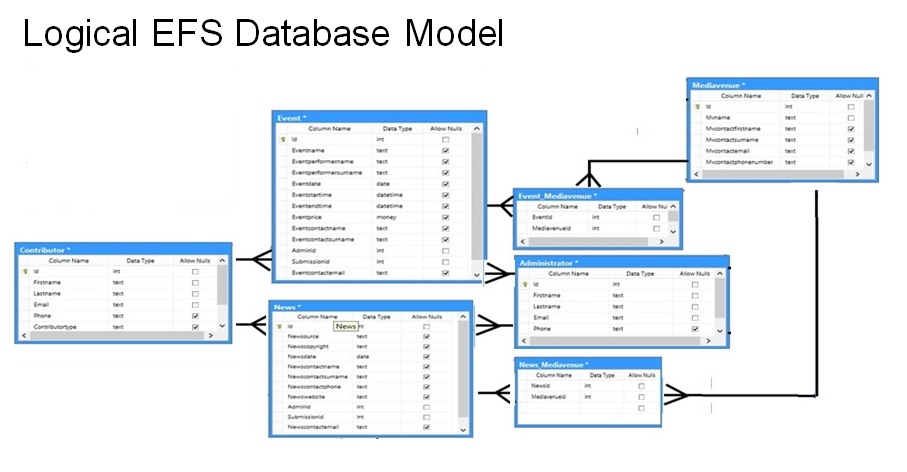 Logical EFS Database Model
Mediavenue *
Column Name Data Type Allow Null
id int
Mvname text
Mvcontactfirstname text
Mvcontactsurname text
Mvcontactemail text
Mvcontactphonenumber text
Event *
Column Name Data Type Allow Nulls
id int
Eventname text
Eventperformername text
Eventperformersurname text
Eventdate date
Eventstarttime datetime
Eventendtime datetime
Eventprice money
Eventcontactname text
Eventcontactsurname text
Adminid int
Submissionid int
Eventcontactemail text
Event_Mediavenue *
Column Name Data Type Allow Nu
Eventid int
Mediavenueid int
Contributor *
Column Name Data Type Allow Nulls
id int
Firstname text
Lastname text
Email text
Phone text
Contributortype text
Administrator *
Column Name Data Type Allow Nulls
id int
Firstname text
Lastname text
Email text
Phone text
News *
Column Name Data Type Allow Nulls
id News nt
Newsource text
Newscopyright text
Newsdate date
Newscontactname text
Newscontactsurname text
Newscontactphone text
Newswebsite text
Adminid int
Submissionid int
Newscontactemail text
News_Mediavenue *
Column Name Data Type Allow Nulls
Newsid int
Mediavenueid int